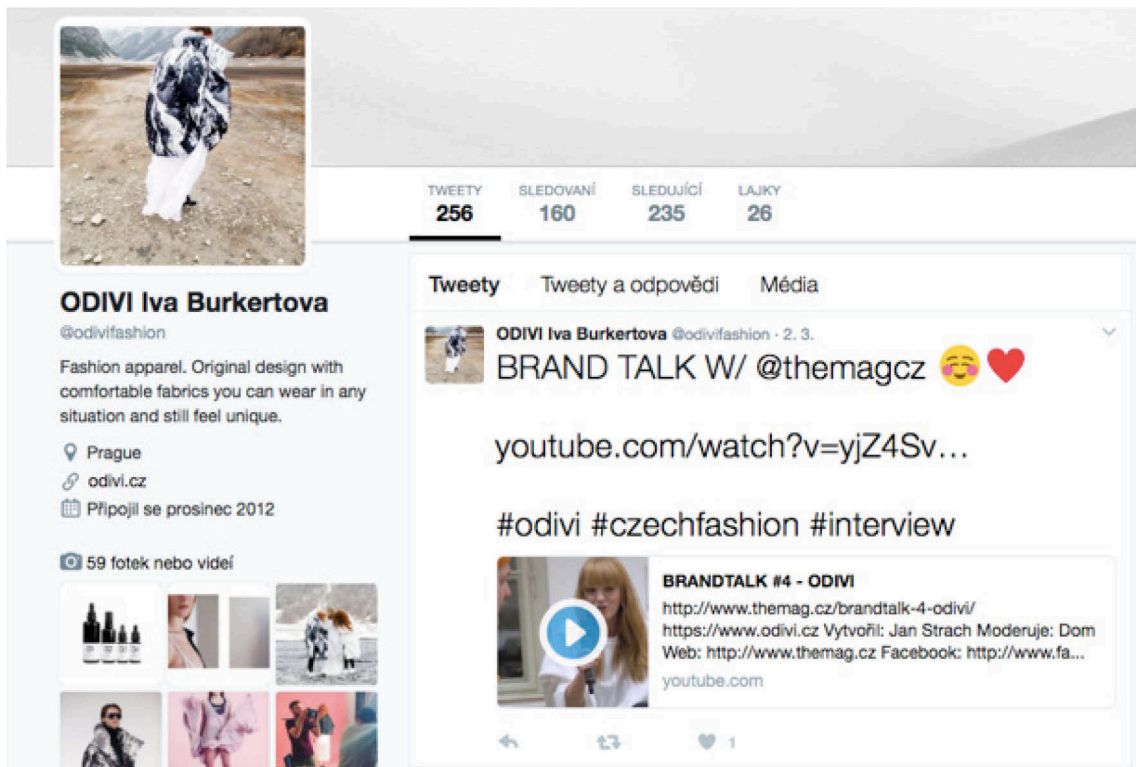 TWEETY SLEDOVANÍ SLEDUJÍCÍ LAJKY
256 160 235 26
ODIVI Iva Burkertova
@odivifashion
Fashion apparel. Original design with
comfortable fabrics you can wear in any
situation and still feel unique.
Prague
odivi.cz
Připojil se prosinec 2012
59 fotek nebo videí
Tweety Tweety a odpovědi Média
ODIVI Iva Burkertova @odivifashion · 2. 3.
BRAND TALK W/ @themagcz ☺️❤️
youtube.com/watch?v=yjZ4Sv…
#odivi #czechfashion #interview
BRANDTALK #4 - ODIVI
http://www.themag.cz/brandtalk-4-odivi/
https://www.odivi.cz Vytvořil: Jan Strach Moderuje: Dom
Web: http://www.themag.cz Facebook: http://www.fa...
youtube.com
1